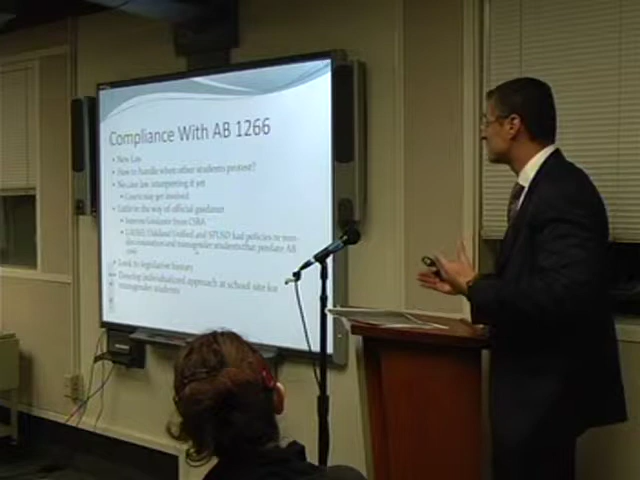 Compliance With AB 1266
• New Law
• How to handle when other students protest?
• No case law interpreting it yet
• Courts may get involved
• Little in the way of official guidance
• Interim Guidance from CSBA
• LAUSD, Oakland Unified and SFUSD had policies re non-
discrimination and transgender students that predate AB
1266
• Look to legislative history
• Develop individualized approach at school site for
transgender students